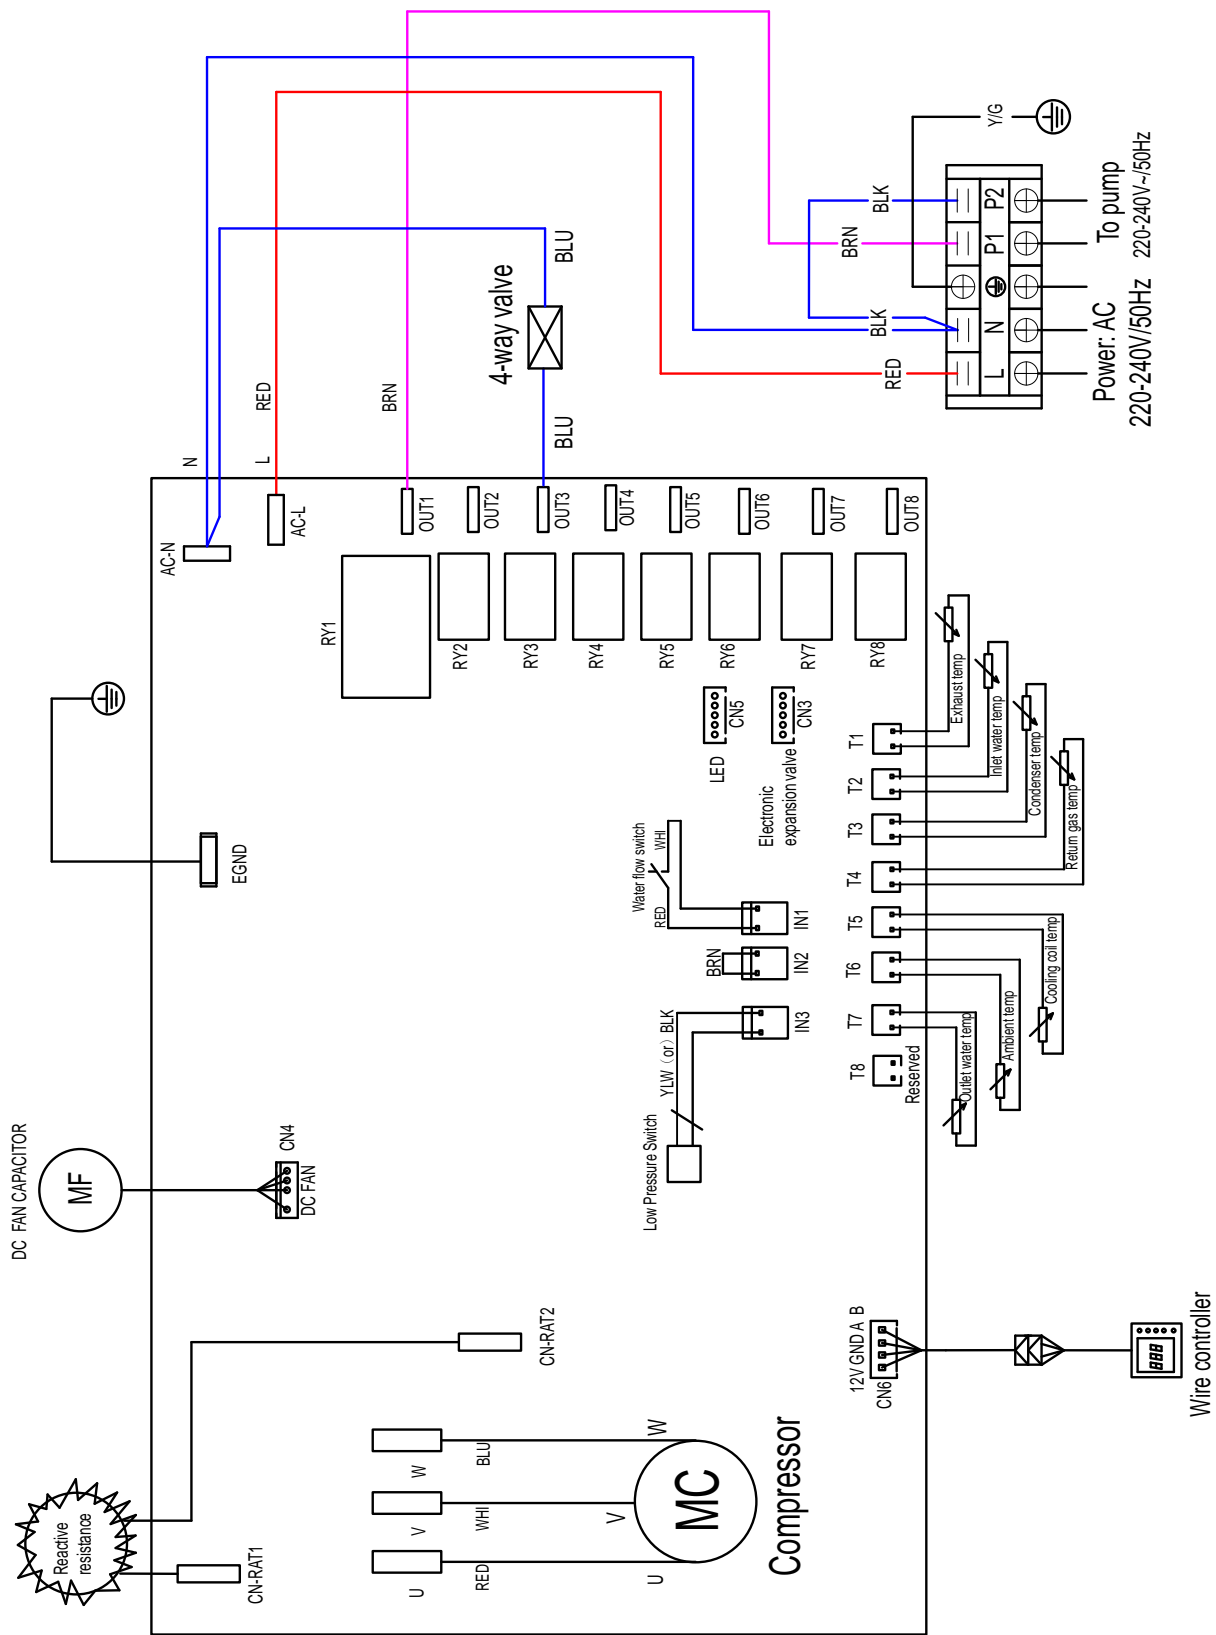 DC FAN CAPACITOR
MF
CN4
DC FAN
Reactive
resistance
CN-RAT1
CN-RAT2
EGND
AC-N
N
AC-L
L
RED
BRN
BLU
4-way valve
BLU
OUT1
OUT2
OUT3
OUT4
OUT5
OUT6
OUT7
OUT8
RY1
RY2
RY3
RY4
RY5
RY6
RY7
RY8
LED
CN5
Electronic
expansion valve
CN3
Water flow switch
RED
WHI
IN1
BRN
IN2
Low Pressure Switch
YLW（or）BLK
IN3
T1
T2
T3
T4
T5
T6
T7
T8
Reserved
Exhaust temp
Inlet water temp
Condenser temp
Return gas temp
Cooling coil temp
Ambient temp
Outlet water temp
U
V
W
RED
WHI
BLU
U
V
W
MC
Compressor
12V GND A B
CN6
888
Wire controller
Y/G
BLK
BRN
BLK
RED
L
N
P1
P2
Power: AC
220-240V/50Hz
To pump
220-240V~/50Hz